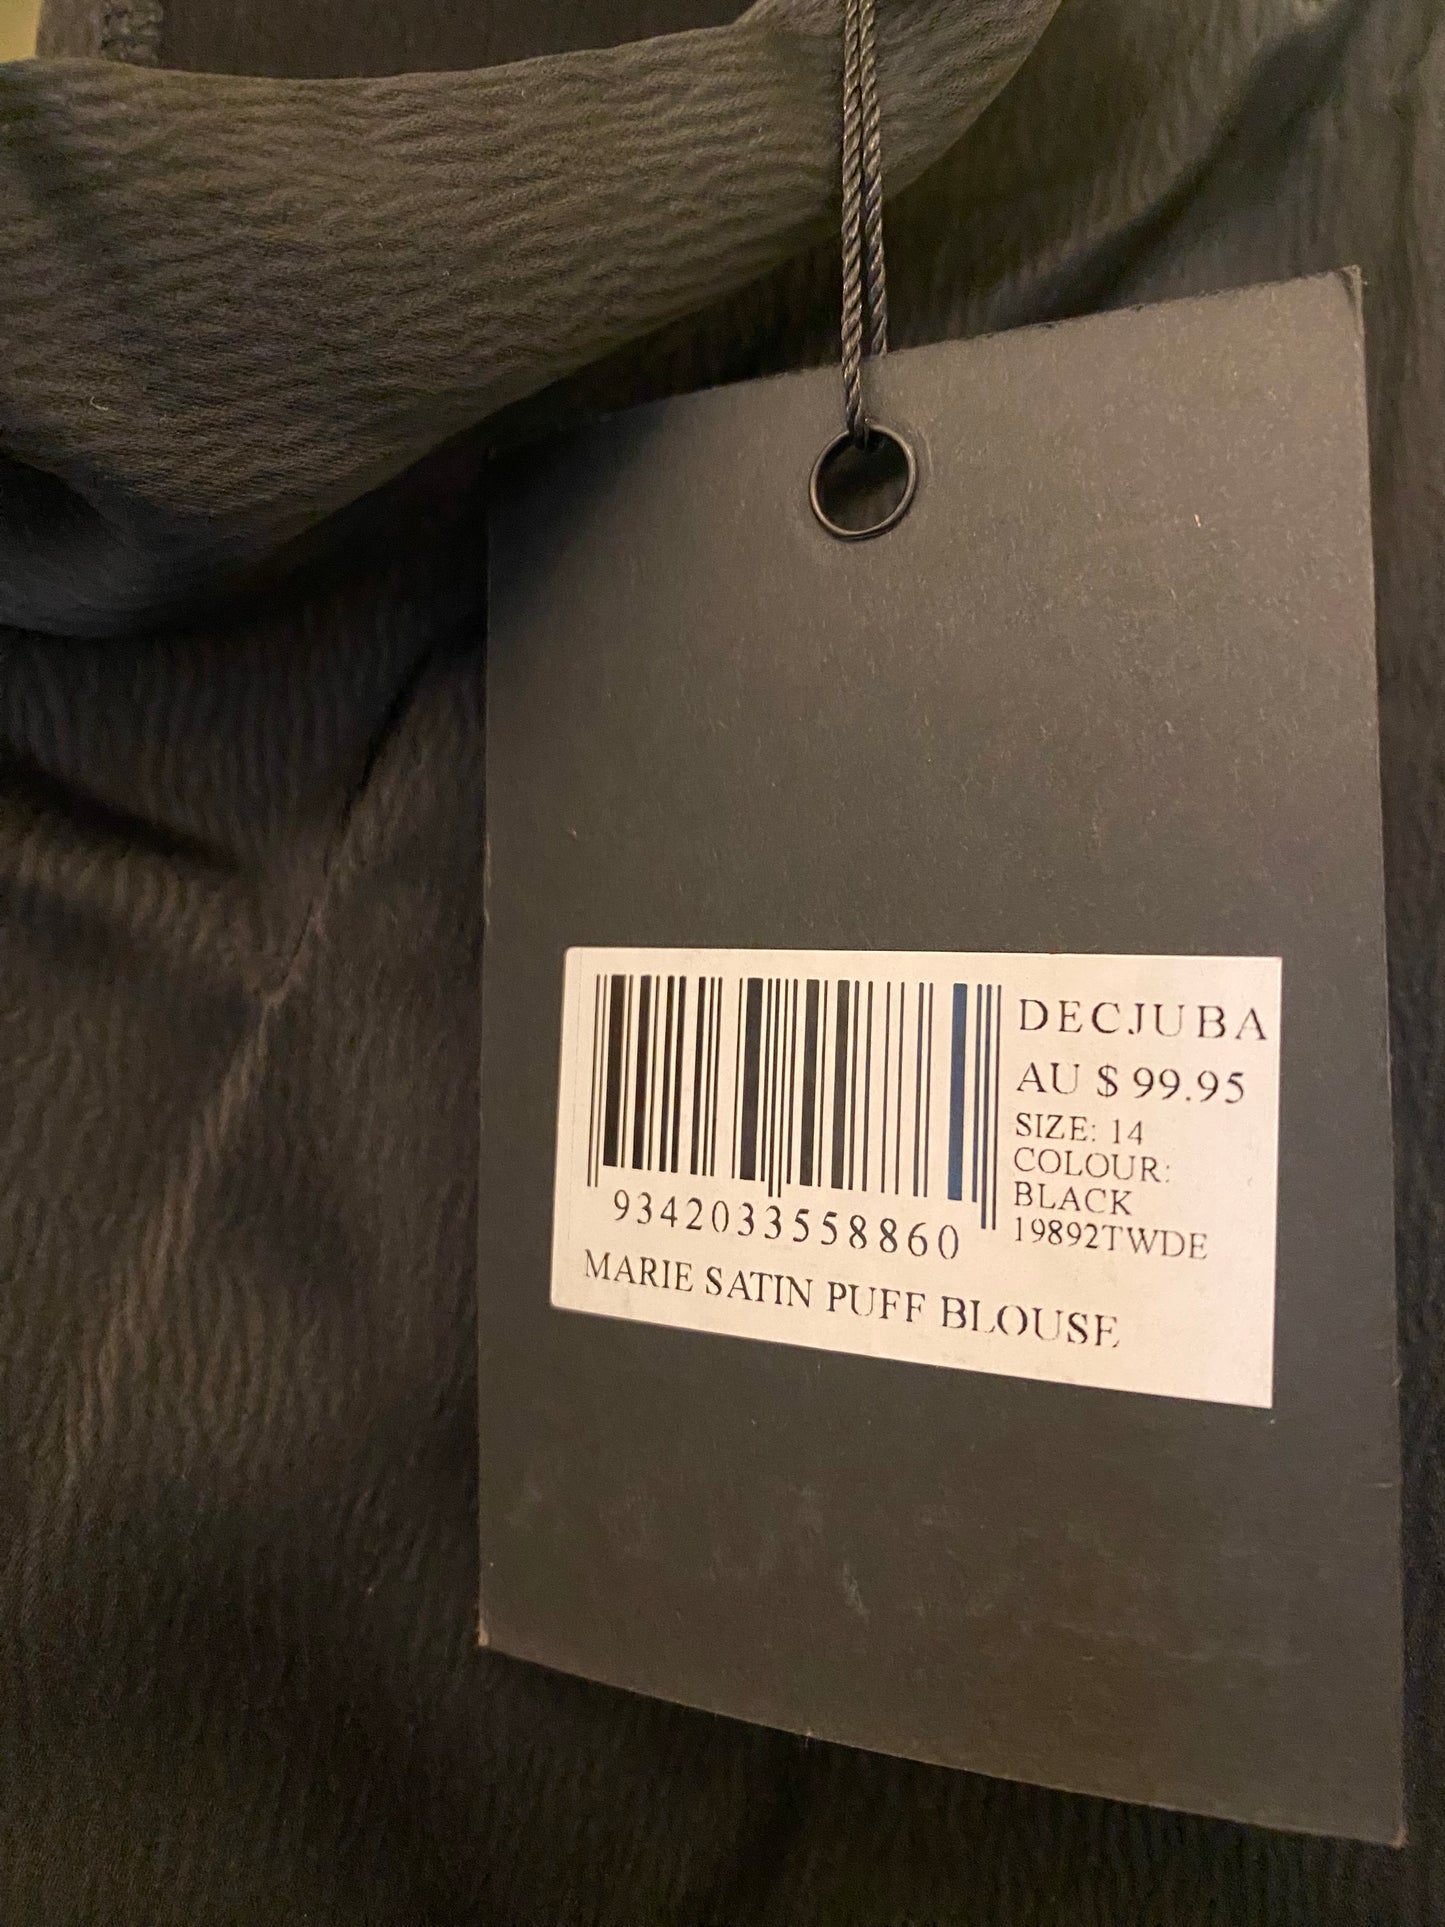 DECJUBA
AU $ 99.95
SIZE: 14
COLOUR:
BLACK
19892TWDE
9342033558860
MARIE SATIN PUFF BLOUSE